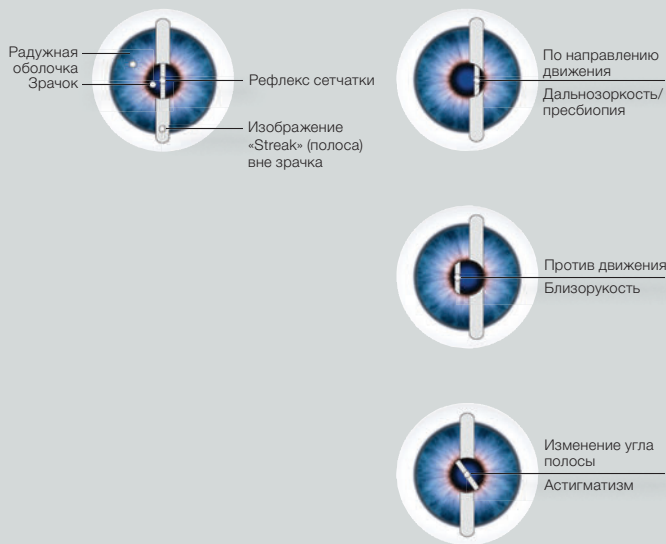 Радужная
оболочка
Зрачок
Рефлекс сетчатки
Изображение
«Streak» (полоса)
вне зрачка
По направлению
движения
Дальнозоркость/
пресбиопия
Против движения
Близорукость
Изменение угла
полосы
Астигматизм